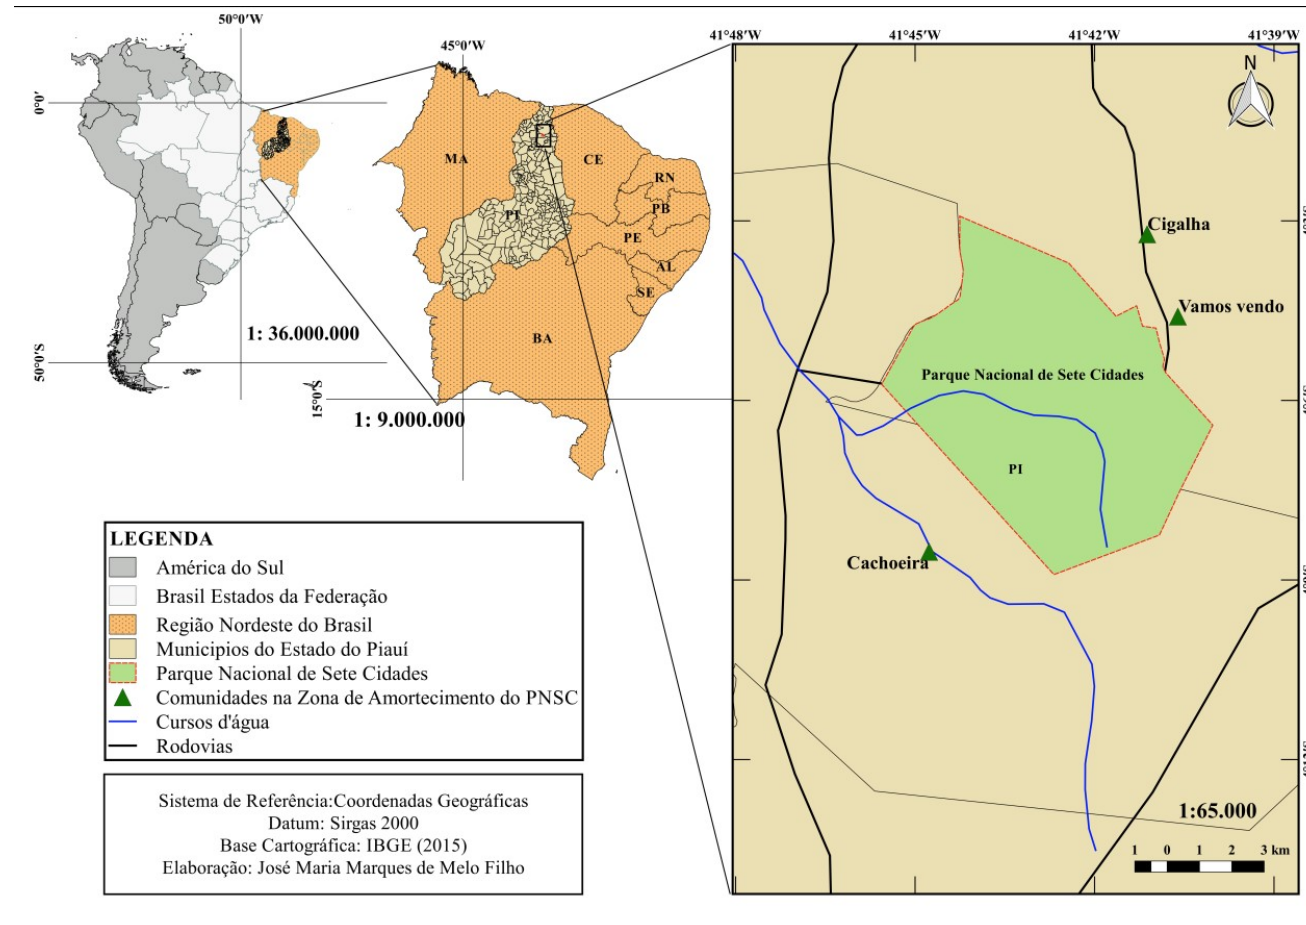 50°0'W
0°0'
50°0'S
1: 36.000.000
45°0'W
15°0'S
MA
CE
RN
PB
PI
PE
AL
SE
BA
1: 9.000.000
41°48'W
41°45'W
41°42'W
41°39'W
N
Cigalha
Vamos vendo
Parque Nacional de Sete Cidades
PI
Cachoeira
1:65.000
1 0 1 2 3 km
LEGENDA
América do Sul
Brasil Estados da Federação
Região Nordeste do Brasil
Municipios do Estado do Piauí
Parque Nacional de Sete Cidades
Comunidades na Zona de Amortecimento do PNSC
Cursos d'água
Rodovias
Sistema de Referência:Coordenadas Geográficas
Datum: Sirgas 2000
Base Cartográfica: IBGE (2015)
Elaboração: José Maria Marques de Melo Filho